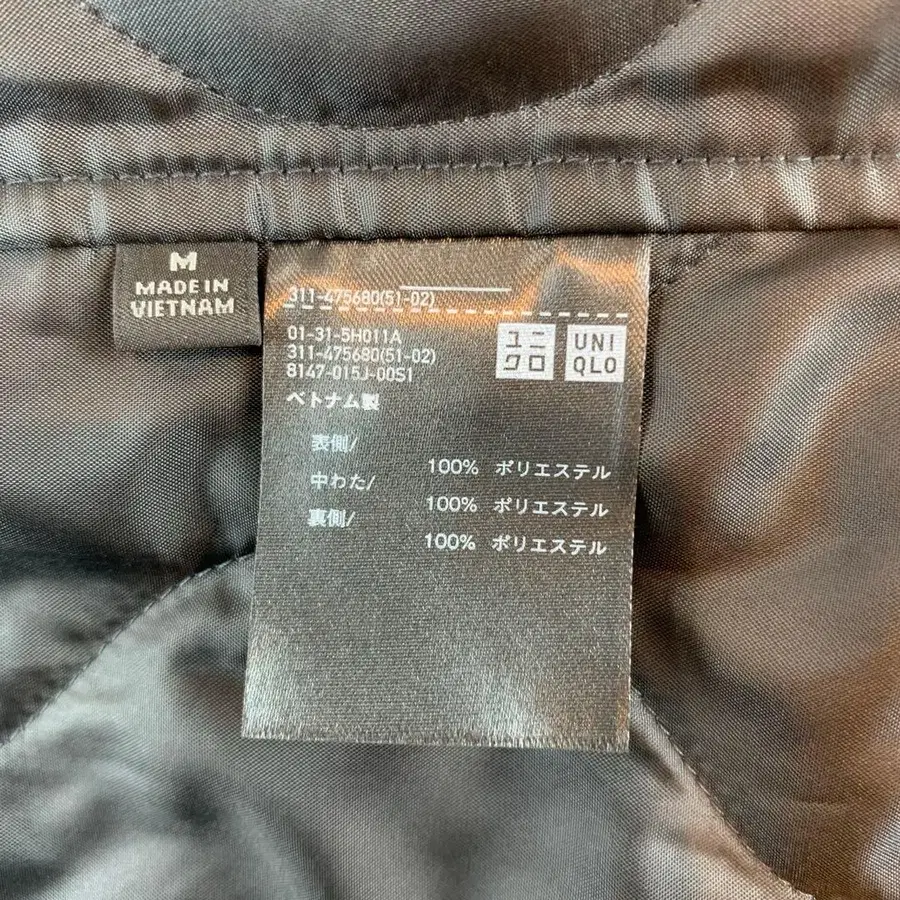 M
MADE IN
VIETNAM
311-475680(51-02)
01-31-5H011A
311-475680(51-02)
8147-015J-00S1
ユニ
クロ
UNI
QLO
ベトナム製
表側/
100% ポリエステル
中わた/
100% ポリエステル
裏側/
100% ポリエステル